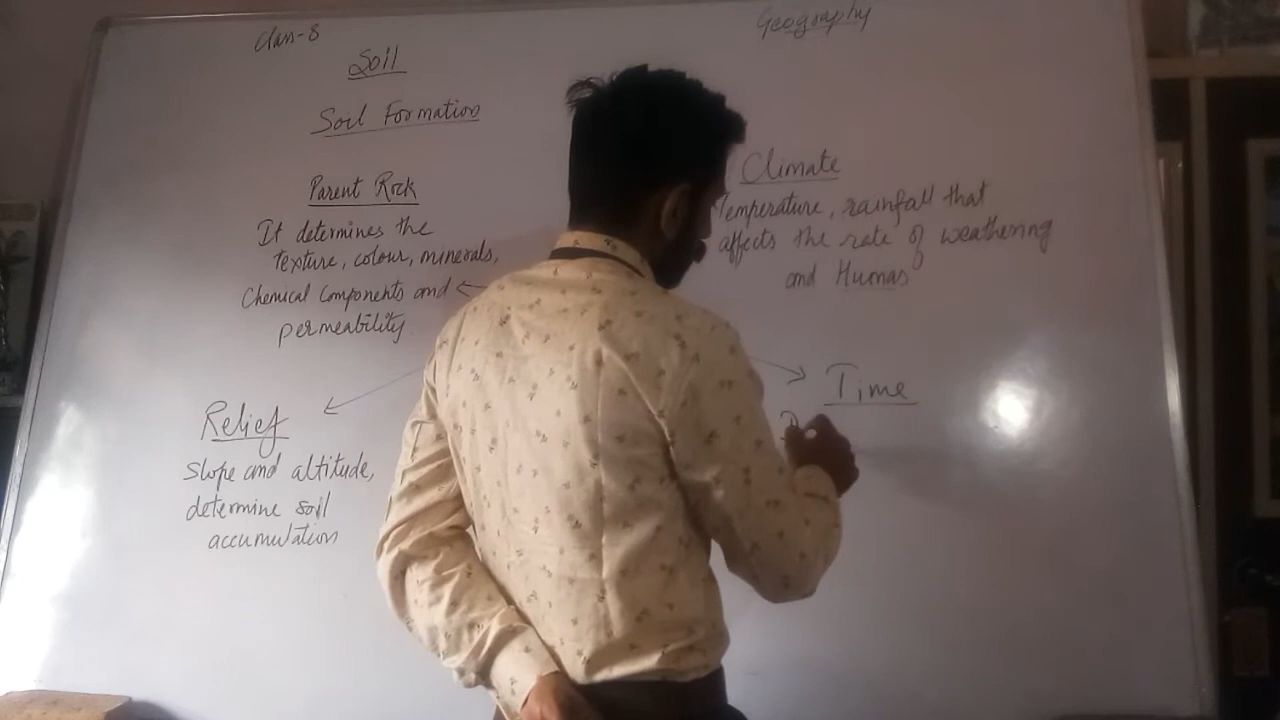 Class-8
Geography
Soil
Soil Formation
Parent Rock
It determines the
Texture, colour, minerals,
Chemical Components and
permeability
Climate
Temperature, rainfall that
affects the rate of weathering
and Humas
Relief
slope and altitude,
determine soil
accumulation
Time